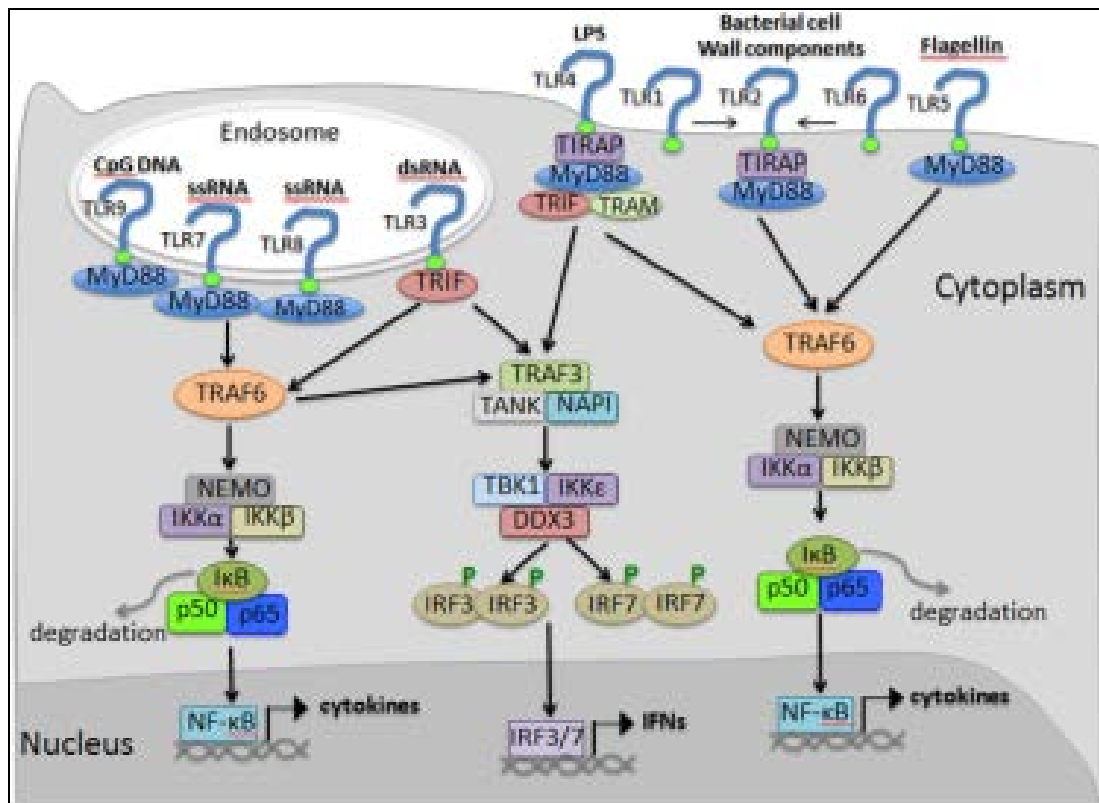 LPS
Bacterial cell
Wall components
Flagellin
TLR4
TLR1
TLR2
TLR6
TLR5
TIRAP
MyD88
TRIF TRAM
TIRAP
MyD88
MyD88
Endosome
CpG DNA
ssRNA
ssRNA
dsRNA
TLR9
TLR7
TLR8
TLR3
MyD88
MyD88
MyD88
TRIF
Cytoplasm
TRAF6
TRAF3
TANK NAPI
TRAF6
NEMO
IKKα IKKβ
TBK1 IKKε
DDX3
NEMO
IKKα IKKβ
IκB
p50 p65
degradation
P P P P
IRF3 IRF3 IRF7 IRF7
IκB
p50 p65
degradation
Nucleus
NF-κB
cytokines
IRF3/7
IFNs
NF-κB
cytokines